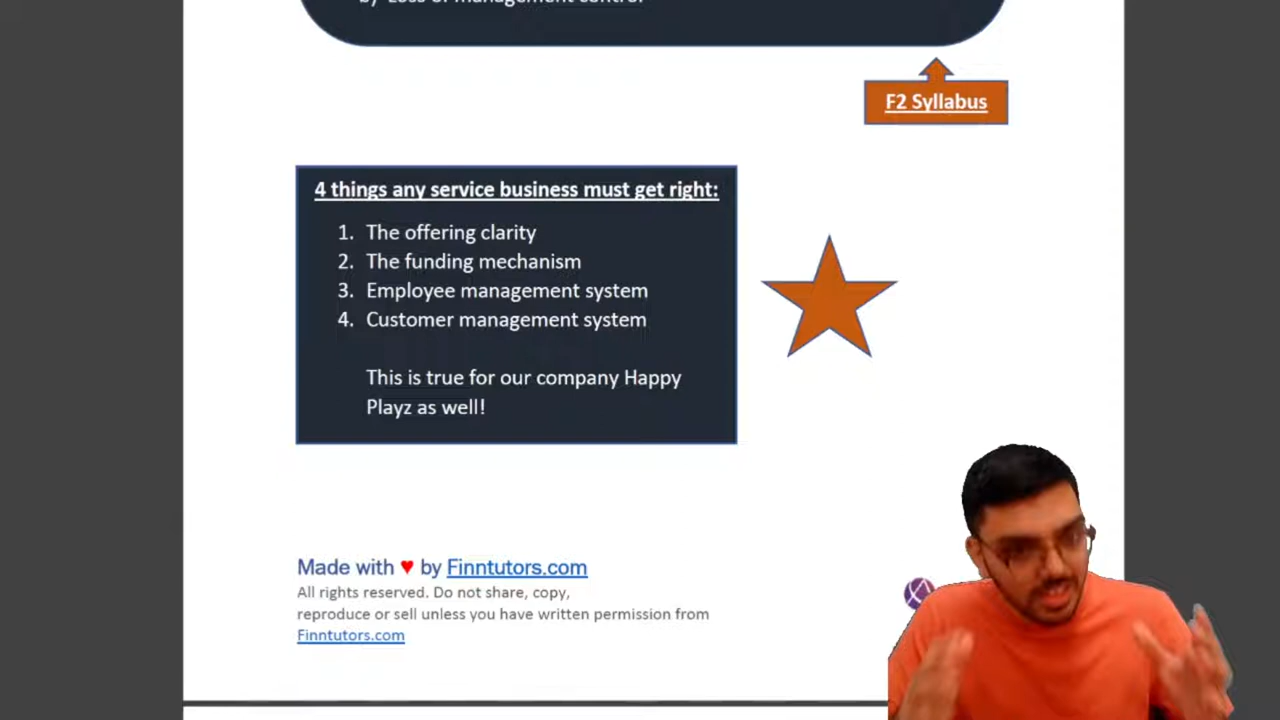 by Loss of management control
F2 Syllabus
4 things any service business must get right:
1. The offering clarity
2. The funding mechanism
3. Employee management system
4. Customer management system
This is true for our company Happy
Playz as well!
Made with ♥ by Finntutors.com
All rights reserved. Do not share, copy,
reproduce or sell unless you have written permission from
Finntutors.com